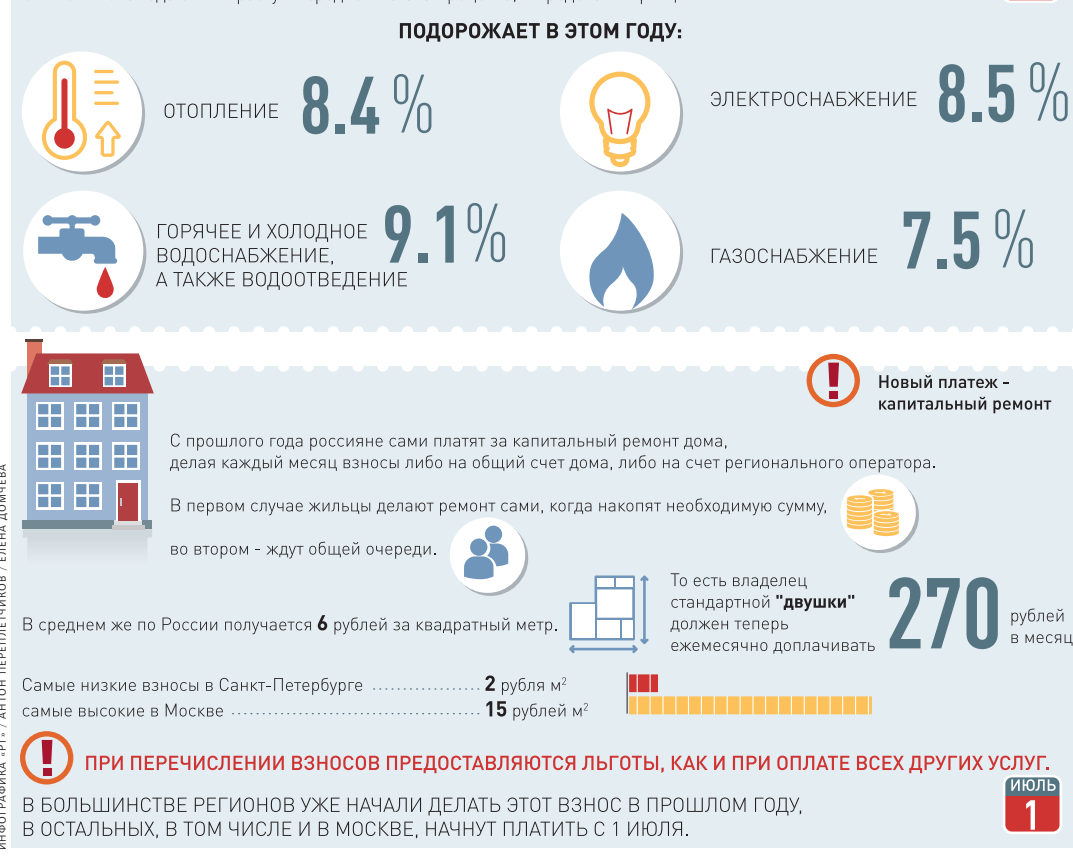 ПОДОРОЖАЕТ В ЭТОМ ГОДУ:
ОТОПЛЕНИЕ 8.4%
ЭЛЕКТРОСНАБЖЕНИЕ 8.5%
ГОРЯЧЕЕ И ХОЛОДНОЕ
ВОДОСНАБЖЕНИЕ,
А ТАКЖЕ ВОДООТВЕДЕНИЕ
9.1%
ГАЗОСНАБЖЕНИЕ 7.5%
Новый платеж -
капитальный ремонт
С прошлого года россияне сами платят за капитальный ремонт дома,
делая каждый месяц взносы либо на общий счет дома, либо на счет регионального оператора.
В первом случае жильцы делают ремонт сами, когда накопят необходимую сумму,
во втором - ждут общей очереди.
В среднем же по России получается 6 рублей за квадратный метр.
То есть владелец
стандартной "двушки"
должен теперь
ежемесячно доплачивать
270
рублей
в месяц
Самые низкие взносы в Санкт-Петербурге .................. 2 рубля м²
самые высокие в Москве ..................................... 15 рублей м²
ПРИ ПЕРЕЧИСЛЕНИИ ВЗНОСОВ ПРЕДОСТАВЛЯЮТСЯ ЛЬГОТЫ, КАК И ПРИ ОПЛАТЕ ВСЕХ ДРУГИХ УСЛУГ.
В БОЛЬШИНСТВЕ РЕГИОНОВ УЖЕ НАЧАЛИ ДЕЛАТЬ ЭТОТ ВЗНОС В ПРОШЛОМ ГОДУ,
В ОСТАЛЬНЫХ, В ТОМ ЧИСЛЕ И В МОСКВЕ, НАЧНУТ ПЛАТИТЬ С 1 ИЮЛЯ.
ИЮЛЬ
1
ИНФОГРАФИКА «РГ» / АНТОН ПЕРЕПЛЕТЧИКОВ / ЕЛЕНА ДОМЧЕВА